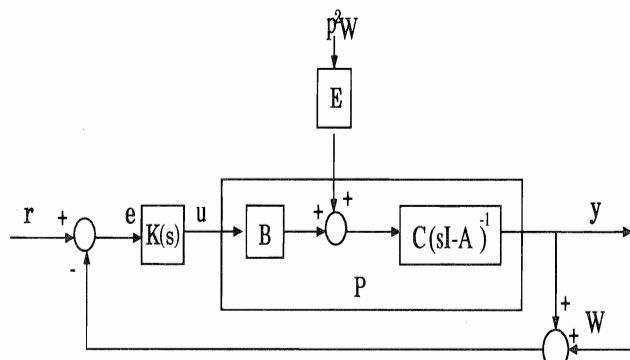 p²W
E
r + e K(s) u B + + C(sI-A)⁻¹ y
-
P
+
+ W